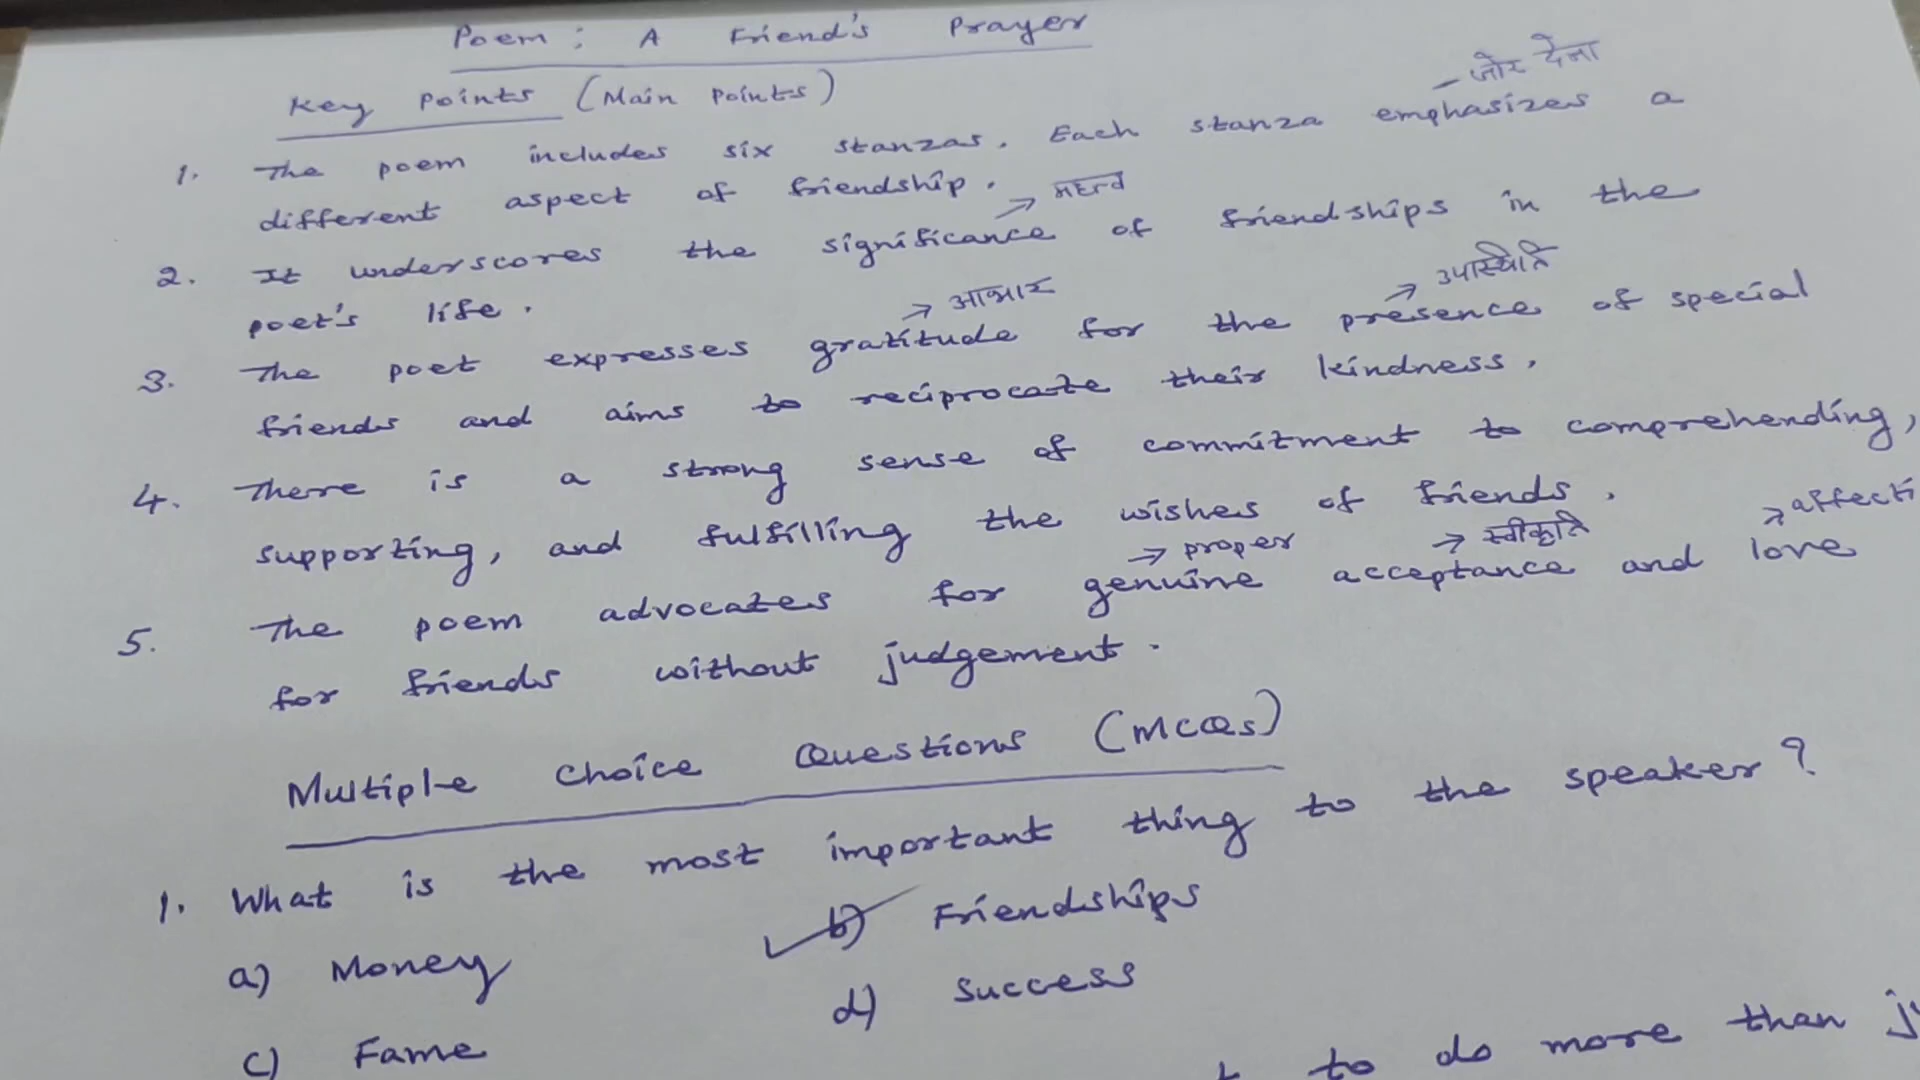 Poem : A Friend's Prayer
Key Points (Main Points)
– जोर देना
1. The poem includes six stanzas. Each stanza emphasizes a
different aspect of friendship.
→ महत्व
2. It underscores the significance of friendships in the
poet's life.
→ आभार → उपस्थिति
3. The poet expresses gratitude for the presence of special
friends and aims to reciprocate their kindness.
4. There is a strong sense of commitment to comprehending,
supporting, and fulfilling the wishes of friends.
→ proper → स्वीकृति → affecti
5. The poem advocates for genuine acceptance and love
for friends without judgement.
Multiple Choice Questions (MCQs)
1. What is the most important thing to the speaker?
a) Money b) Friendships
c) Fame d) Success
to do more than